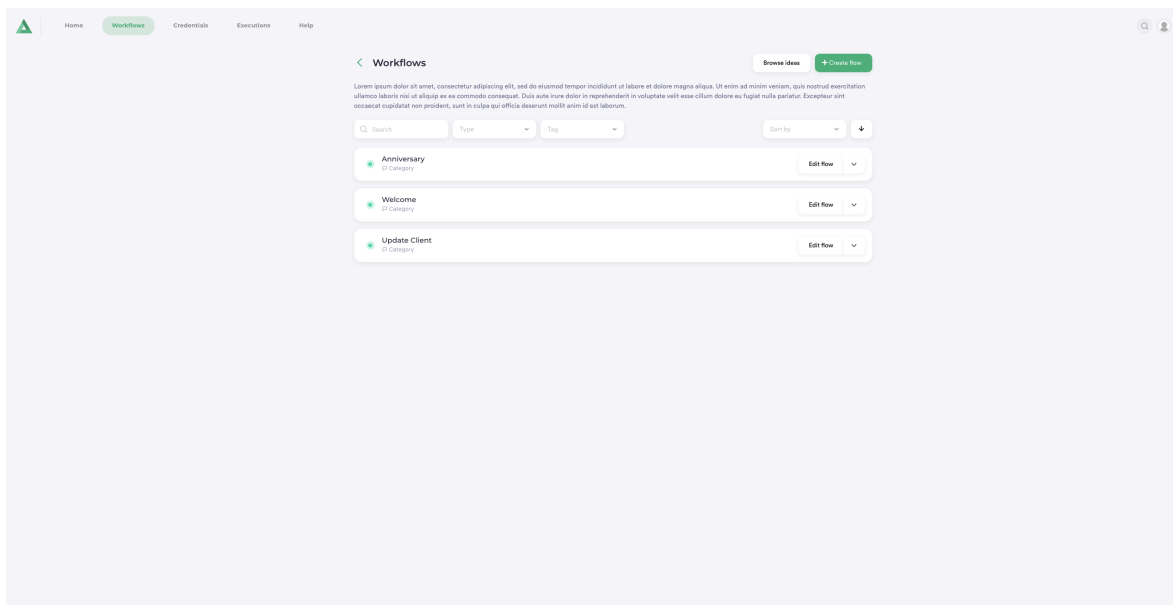 Home Workflows Credentials Executions Help
Workflows
Browse ideas
+ Create flow
Lorem ipsum dolor sit amet, consectetur adipiscing elit, sed do eiusmod tempor incididunt ut labore et dolore magna aliqua. Ut enim ad minim veniam, quis nostrud exercitation
ullamco laboris nisi ut aliquip ex ea commodo consequat. Duis aute irure dolor in reprehenderit in voluptate velit esse cillum dolore eu fugiat nulla pariatur. Excepteur sint
occaecat cupidatat non proident, sunt in culpa qui officia deserunt mollit anim id est laborum.
Search
Type
Tag
Sort by
Anniversary
Category
Edit flow
Welcome
Category
Edit flow
Update Client
Category
Edit flow